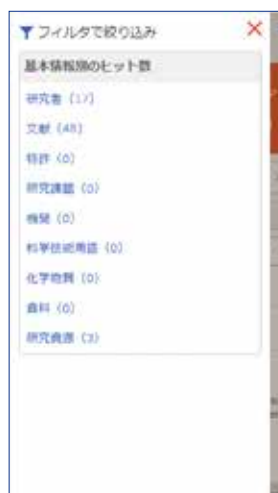 フィルタで絞り込み
基本情報別のヒット数
研究者 (17)
文献 (48)
特許 (0)
研究課題 (0)
機関 (0)
科学技術用語 (0)
化学物質 (0)
資料 (0)
研究資源 (3)